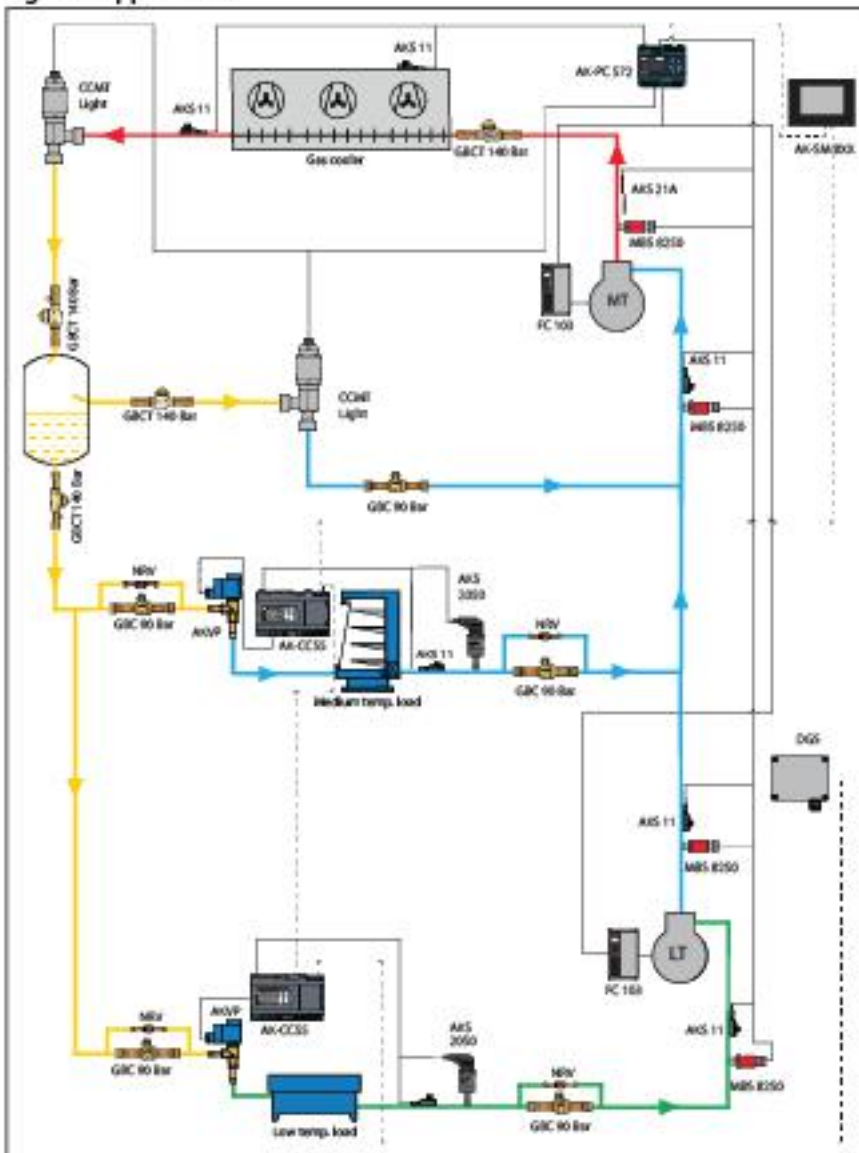 AKS 11
AK-PC 572
CCMT
Light
AKS 11
AK-SM 8XX
Gas cooler
GBCT 140 Bar
AKS 21A
MBS 8250
MT
FC 103
GBCT 140 Bar
AKS 11
CCMT
Light
GBCT 140 Bar
MBS 8250
GBCT 140 Bar
GBC 90 Bar
NRV
AKS
2050
GBC 90 Bar
AKVP
AK-CC55
AKS 11
NRV
GBC 90 Bar
Medium temp. load
DGS
AKS 11
MBS 8250
LT
FC 103
AKVP
AK-CC55
NRV
AKS
2050
AKS 11
GBC 90 Bar
NRV
MBS 8250
Low temp. load
GBC 90 Bar